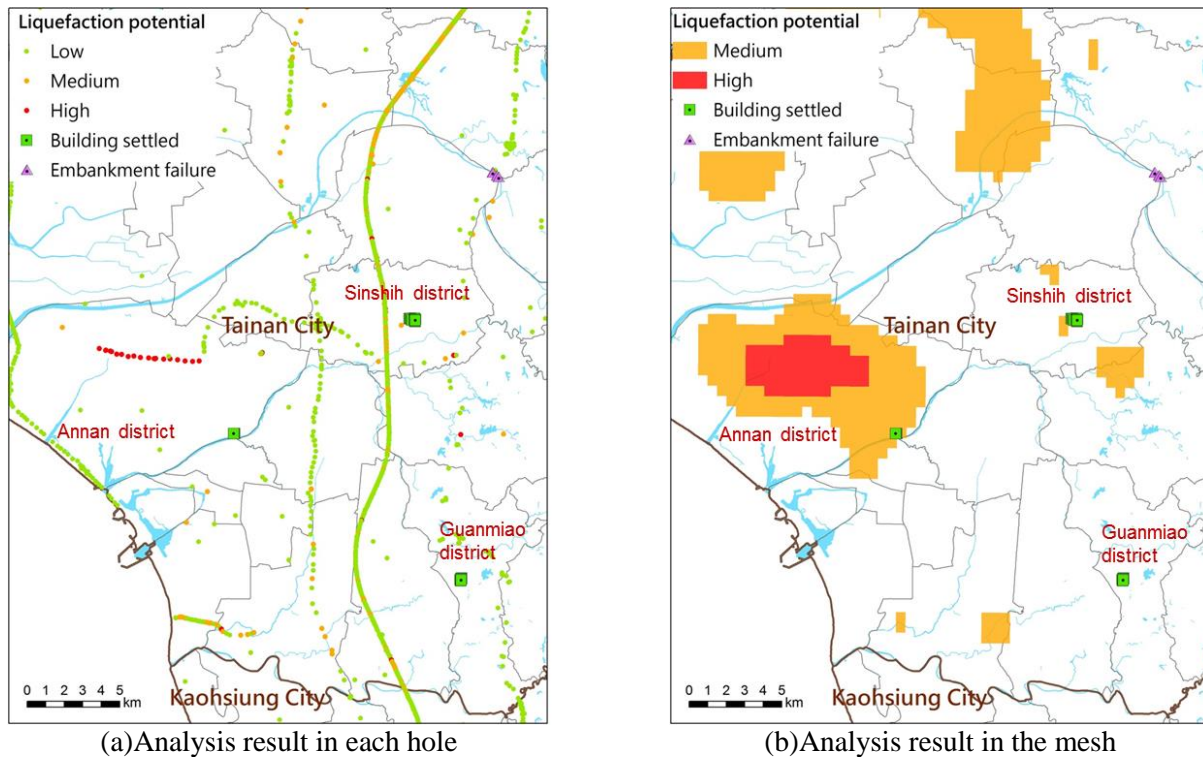 Liquefaction potential
Low
Medium
High
Building settled
Embankment failure
Sinshih district
Tainan City
Annan district
Guanmiao
district
0 1 2 3 4 5
km
Kaohsiung City
(a)Analysis result in each hole
Liquefaction potential
Medium
High
Building settled
Embankment failure
Sinshih district
Tainan City
Annan district
Guanmiao
district
0 1 2 3 4 5
km
Kaohsiung City
(b)Analysis result in the mesh